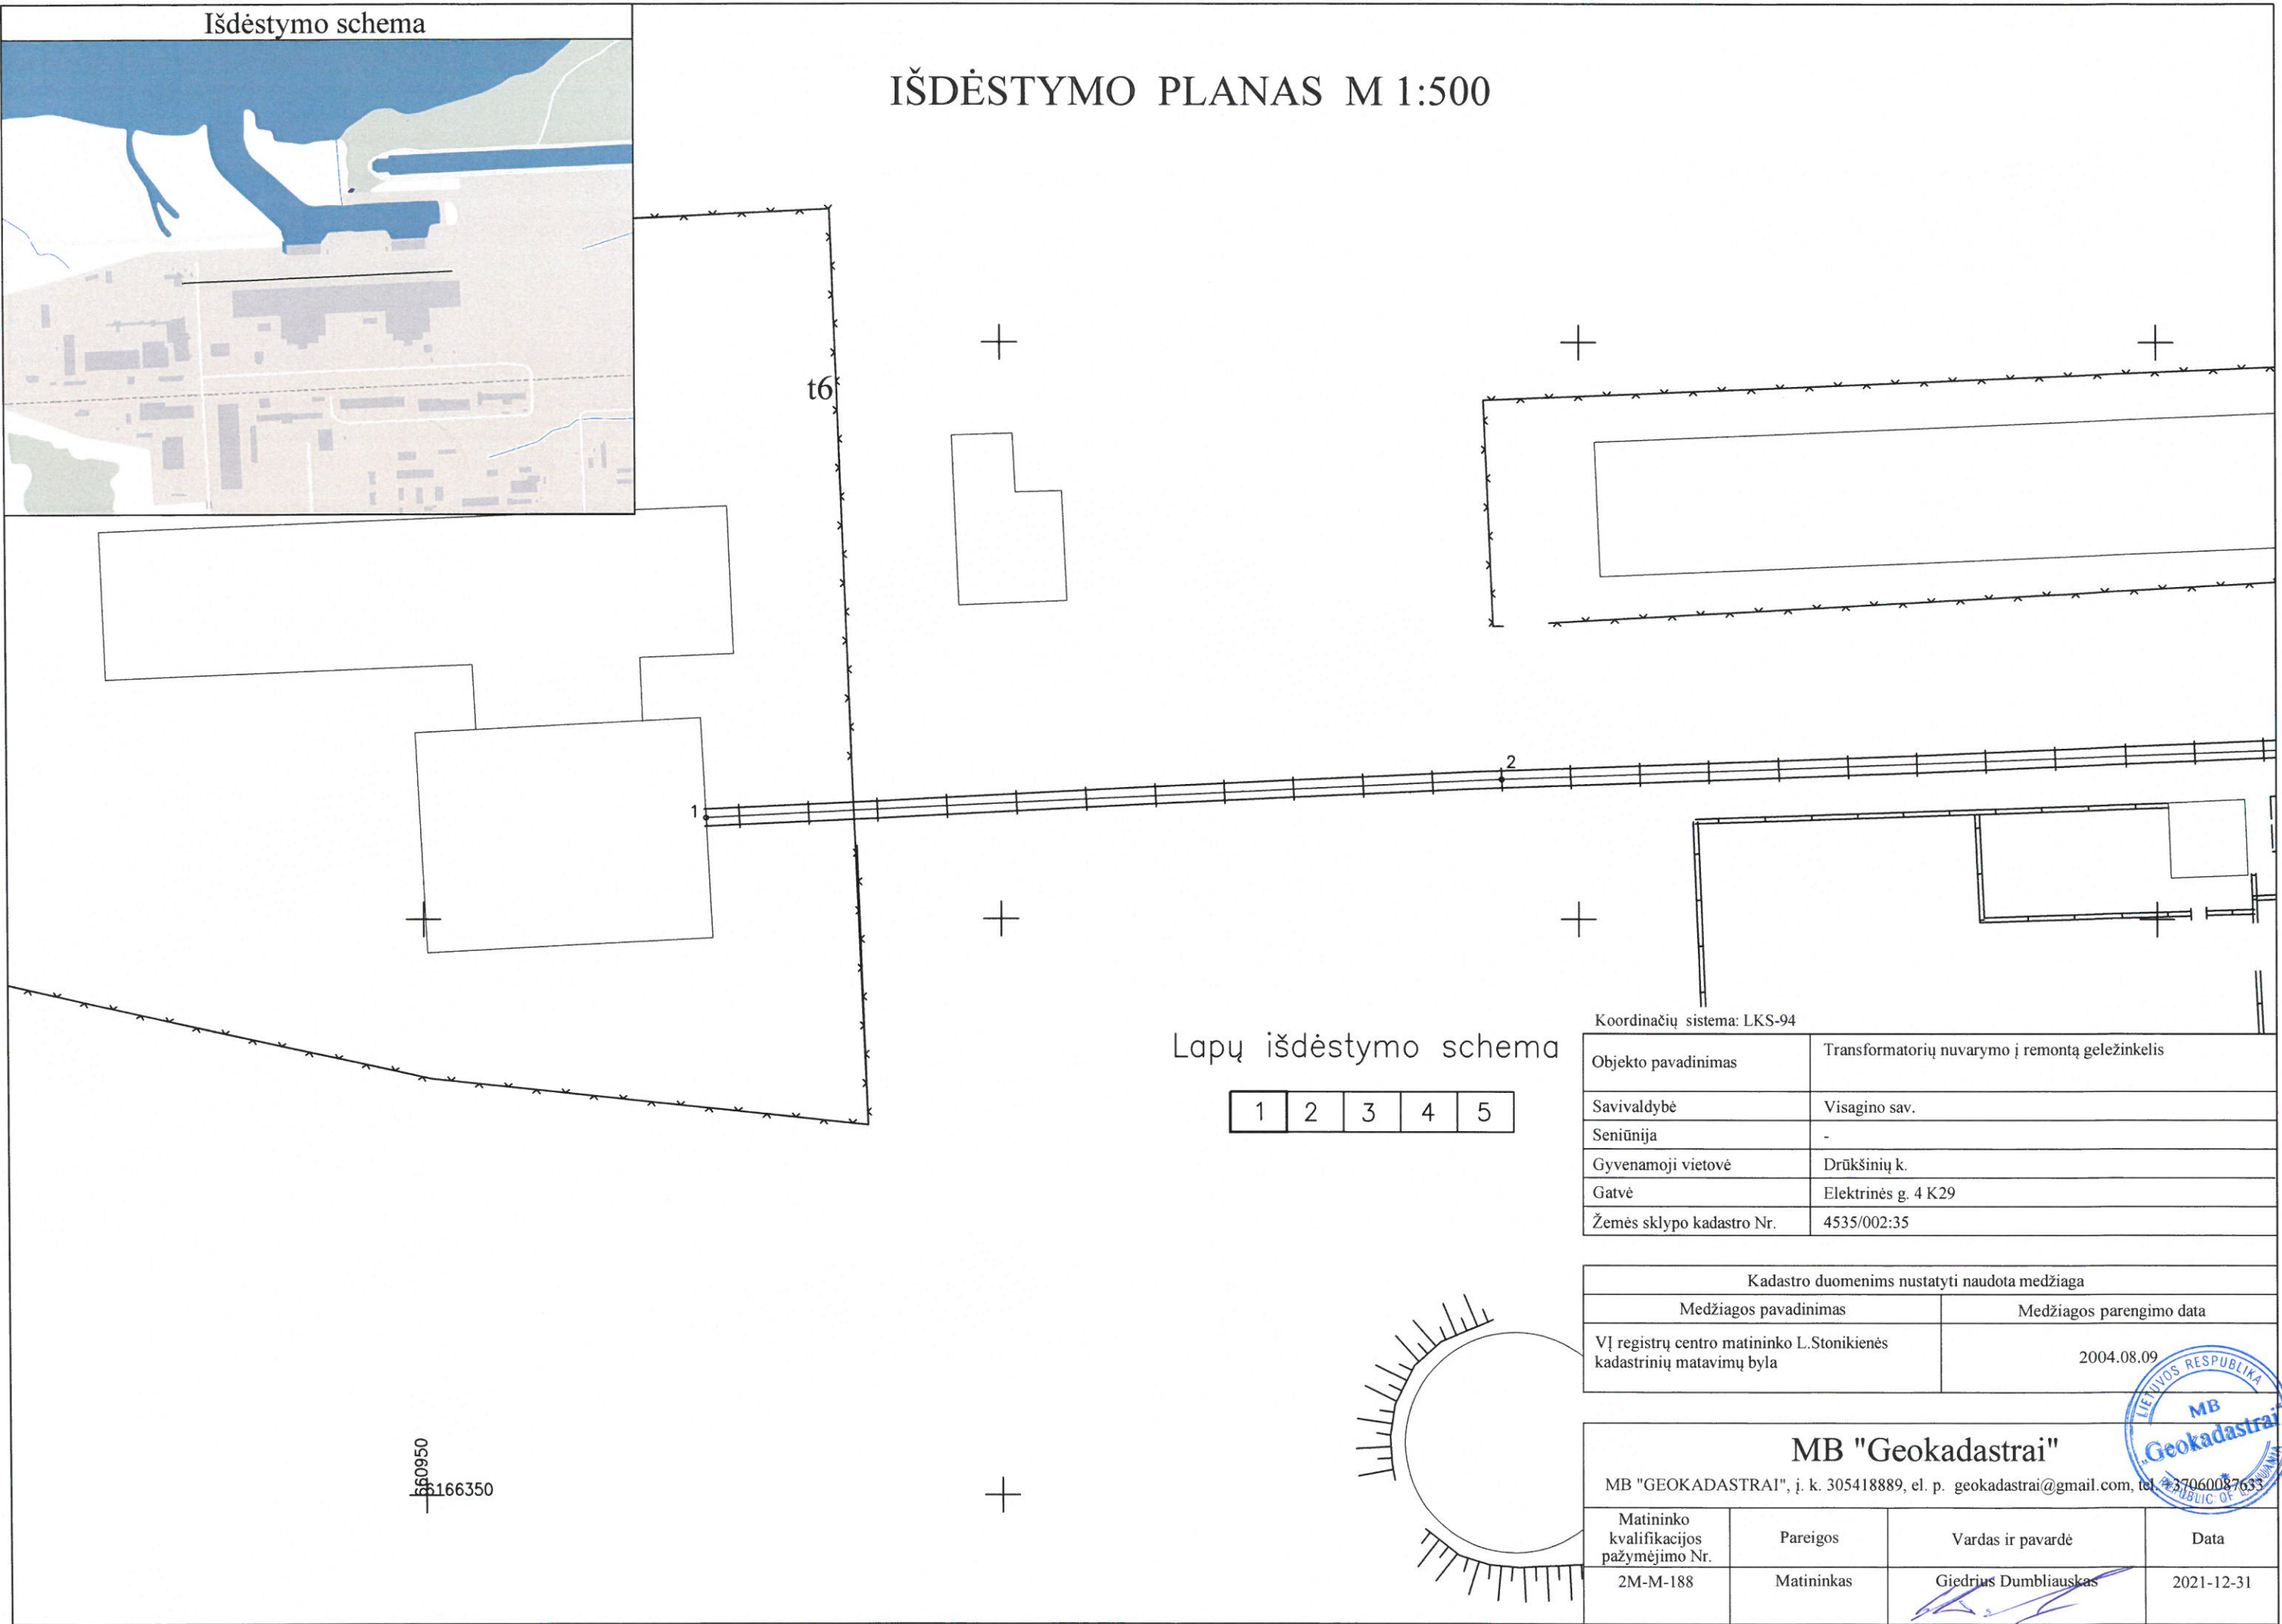 Išdėstymo schema
IŠDĖSTYMO PLANAS M 1:500
t6
2
1
Lapų išdėstymo schema
1 2 3 4 5
Koordinačių sistema: LKS-94
Objekto pavadinimas Transformatorių nuvarymo į remontą geležinkelis
Savivaldybė Visagino sav.
Seniūnija -
Gyvenamoji vietovė Drūkšinių k.
Gatvė Elektrinės g. 4 K29
Žemės sklypo kadastro Nr. 4535/002:35
Kadastro duomenims nustatyti naudota medžiaga
Medžiagos pavadinimas Medžiagos parengimo data
VĮ registrų centro matininko L.Stonikienės
kadastrinių matavimų byla
2004.08.09
LIETUVOS RESPUBLIKA
MB
"Geokadastrai"
REPUBLIC OF LITHUANIA
MB "Geokadastrai"
MB "GEOKADASTRAI", į. k. 305418889, el. p. geokadastrai@gmail.com, tel. +37060087633
Matininko
kvalifikacijos
pažymėjimo Nr.
Pareigos Vardas ir pavardė Data
2M-M-188 Matininkas Giedrius Dumbliauskas 2021-12-31
660950
6166350